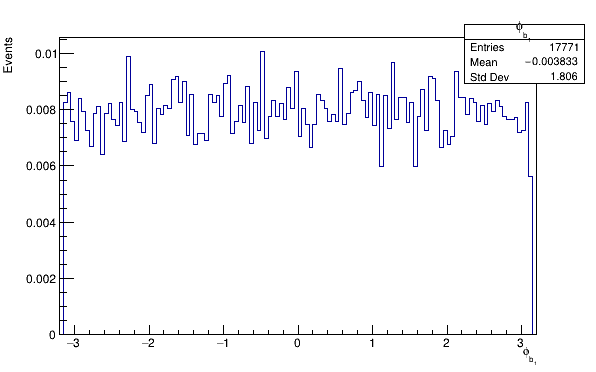 ϕ_b₁
Entries 17771
Mean −0.003833
Std Dev 1.806
Events
0.01
0.008
0.006
0.004
0.002
0
−3 −2 −1 0 1 2 3
ϕ_b₁